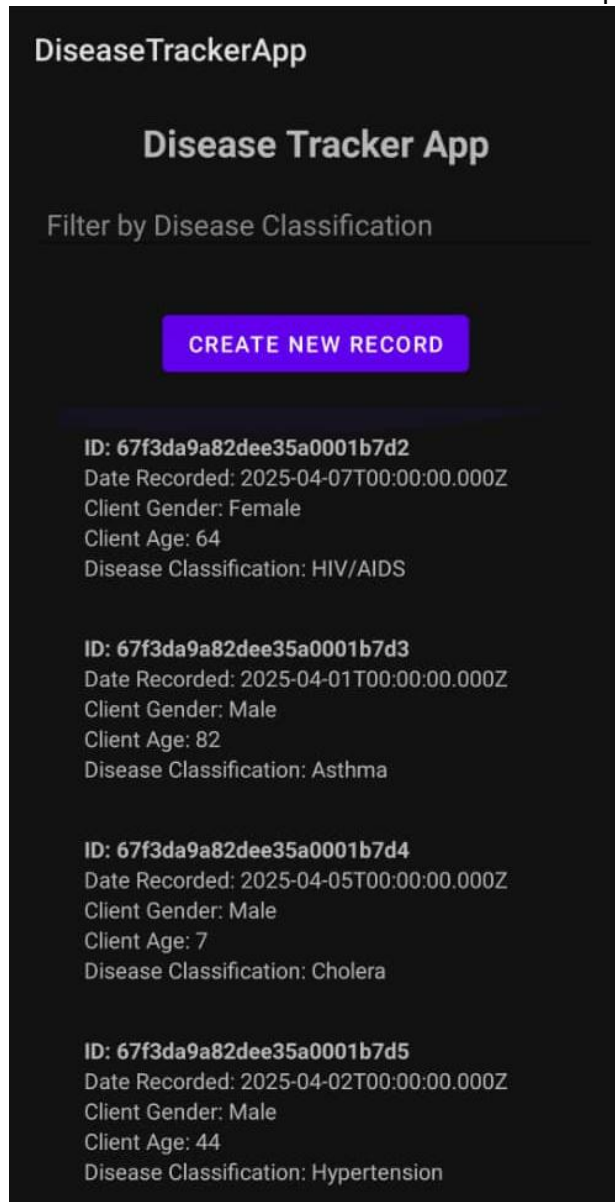 DiseaseTrackerApp
Disease Tracker App
Filter by Disease Classification
CREATE NEW RECORD
ID: 67f3da9a82dee35a0001b7d2
Date Recorded: 2025-04-07T00:00:00.000Z
Client Gender: Female
Client Age: 64
Disease Classification: HIV/AIDS
ID: 67f3da9a82dee35a0001b7d3
Date Recorded: 2025-04-01T00:00:00.000Z
Client Gender: Male
Client Age: 82
Disease Classification: Asthma
ID: 67f3da9a82dee35a0001b7d4
Date Recorded: 2025-04-05T00:00:00.000Z
Client Gender: Male
Client Age: 7
Disease Classification: Cholera
ID: 67f3da9a82dee35a0001b7d5
Date Recorded: 2025-04-02T00:00:00.000Z
Client Gender: Male
Client Age: 44
Disease Classification: Hypertension